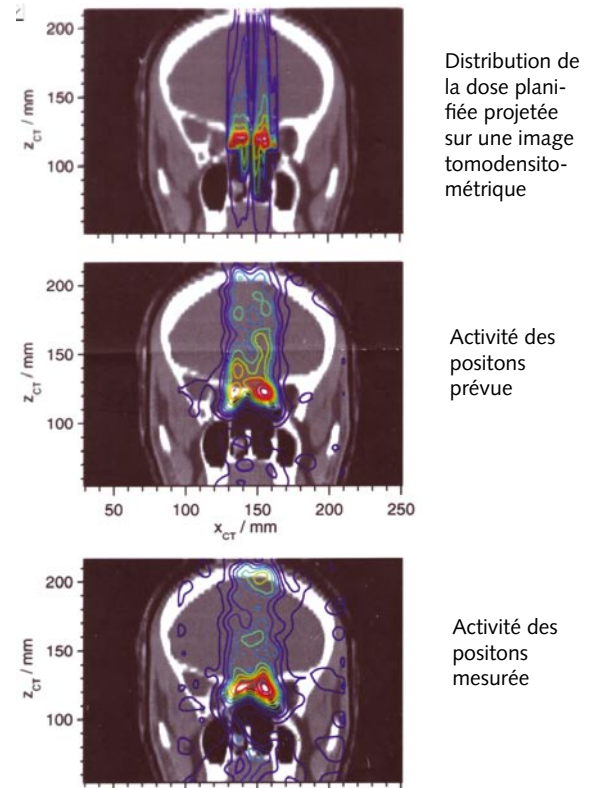 200
150
100
z_CT / mm
Distribution de
la dose plani-
fiée projetée
sur une image
tomodensito-
métrique
200
150
100
z_CT / mm
50 100 150 200 250
x_CT / mm
Activité des
positons
prévue
200
150
100
z_CT / mm
Activité des
positons
mesurée